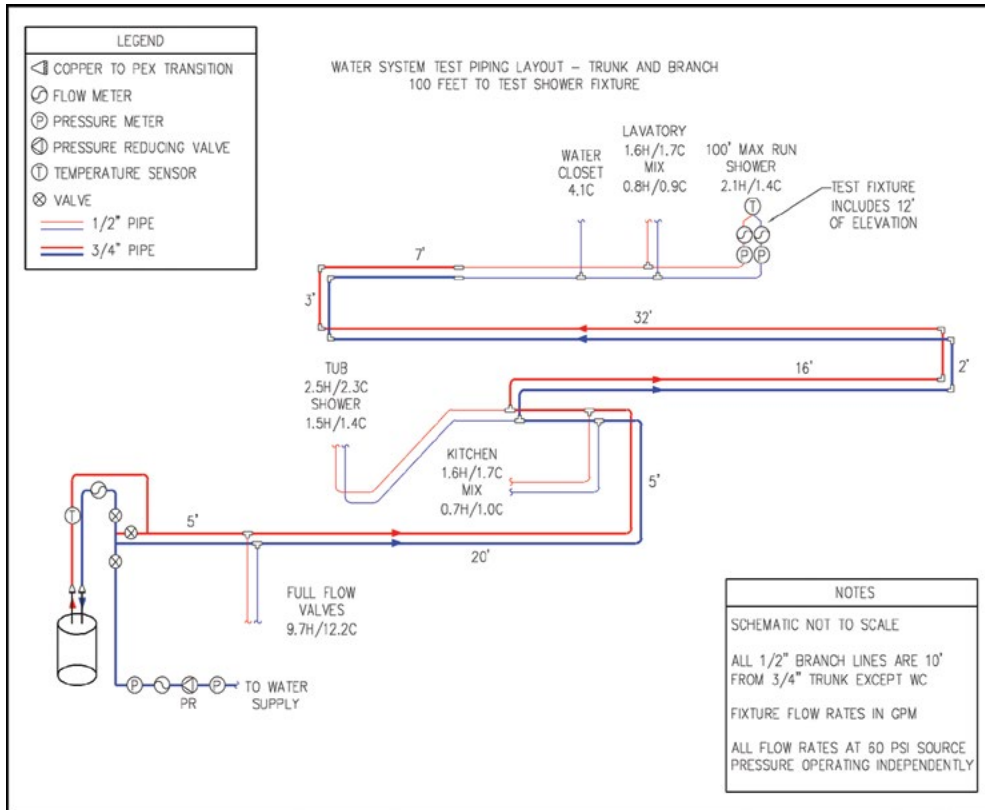 LEGEND
COPPER TO PEX TRANSITION
FLOW METER
P PRESSURE METER
PRESSURE REDUCING VALVE
T TEMPERATURE SENSOR
VALVE
1/2" PIPE
3/4" PIPE
WATER SYSTEM TEST PIPING LAYOUT – TRUNK AND BRANCH
100 FEET TO TEST SHOWER FIXTURE
WATER
CLOSET
4.1C
LAVATORY
1.6H/1.7C
MIX
0.8H/0.9C
100' MAX RUN
SHOWER
2.1H/1.4C
T
P P
TEST FIXTURE
INCLUDES 12'
OF ELEVATION
7'
3'
32'
2'
16'
TUB
2.5H/2.3C
SHOWER
1.5H/1.4C
KITCHEN
1.6H/1.7C
MIX
0.7H/1.0C
5'
T
5'
20'
FULL FLOW
VALVES
9.7H/12.2C
P P
PR
TO WATER
SUPPLY
NOTES
SCHEMATIC NOT TO SCALE
ALL 1/2" BRANCH LINES ARE 10'
FROM 3/4" TRUNK EXCEPT WC
FIXTURE FLOW RATES IN GPM
ALL FLOW RATES AT 60 PSI SOURCE
PRESSURE OPERATING INDEPENDENTLY